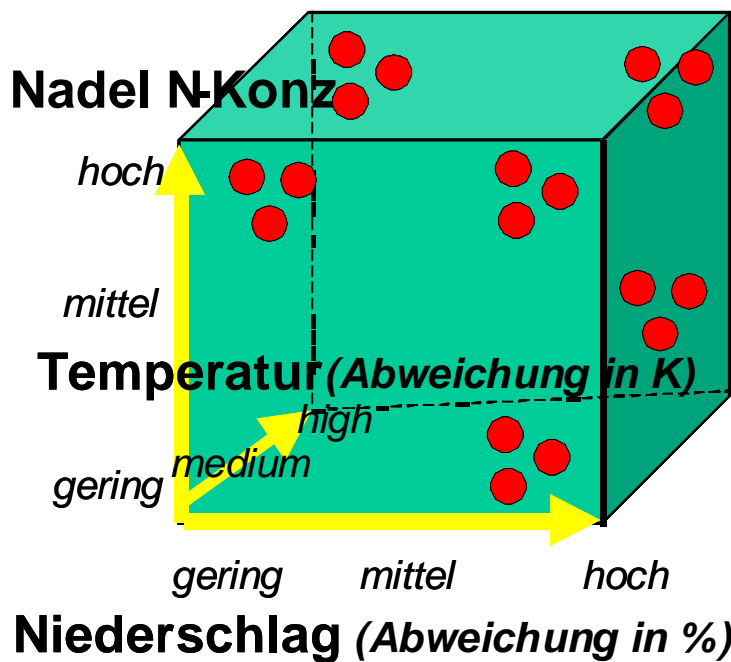 Nadel N-Konz
hoch
mittel
Temperatur (Abweichung in K)
high
medium
gering
gering mittel hoch
Niederschlag (Abweichung in %)